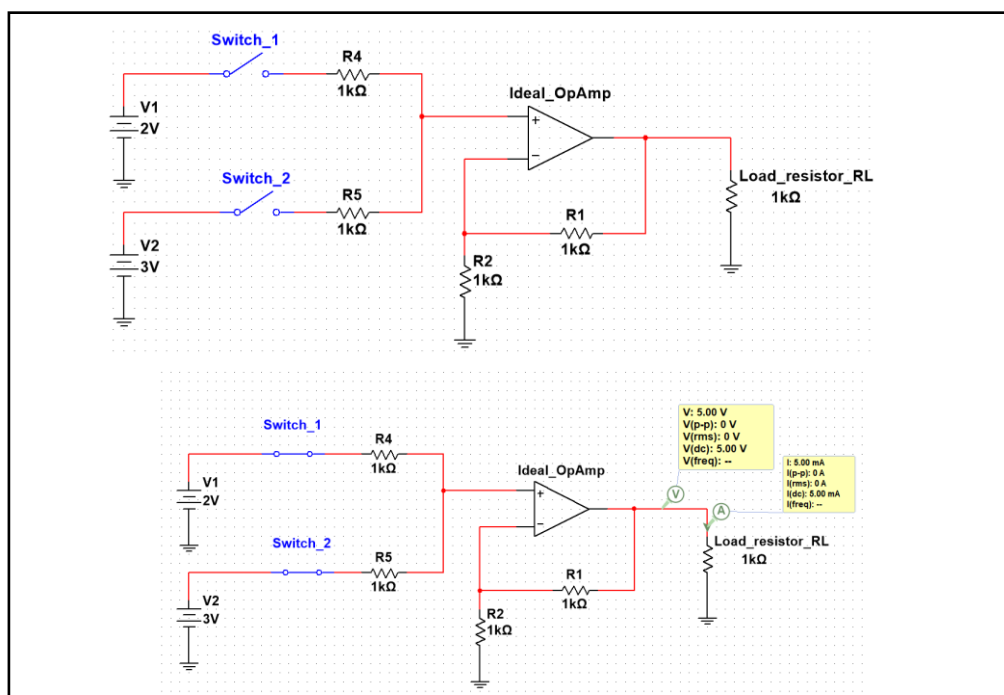 Switch_1
R4
1kΩ
V1
2V
Ideal_OpAmp
+
−
Switch_2
R5
1kΩ
V2
3V
R1
1kΩ
R2
1kΩ
Load_resistor_RL
1kΩ
V: 5.00 V
V(p-p): 0 V
V(rms): 0 V
V(dc): 5.00 V
V(freq): --
I: 5.00 mA
I(p-p): 0 A
I(rms): 0 A
I(dc): 5.00 mA
I(freq): --
V
A
Switch_1
R4
1kΩ
V1
2V
Ideal_OpAmp
+
−
Switch_2
R5
1kΩ
V2
3V
R1
1kΩ
R2
1kΩ
Load_resistor_RL
1kΩ